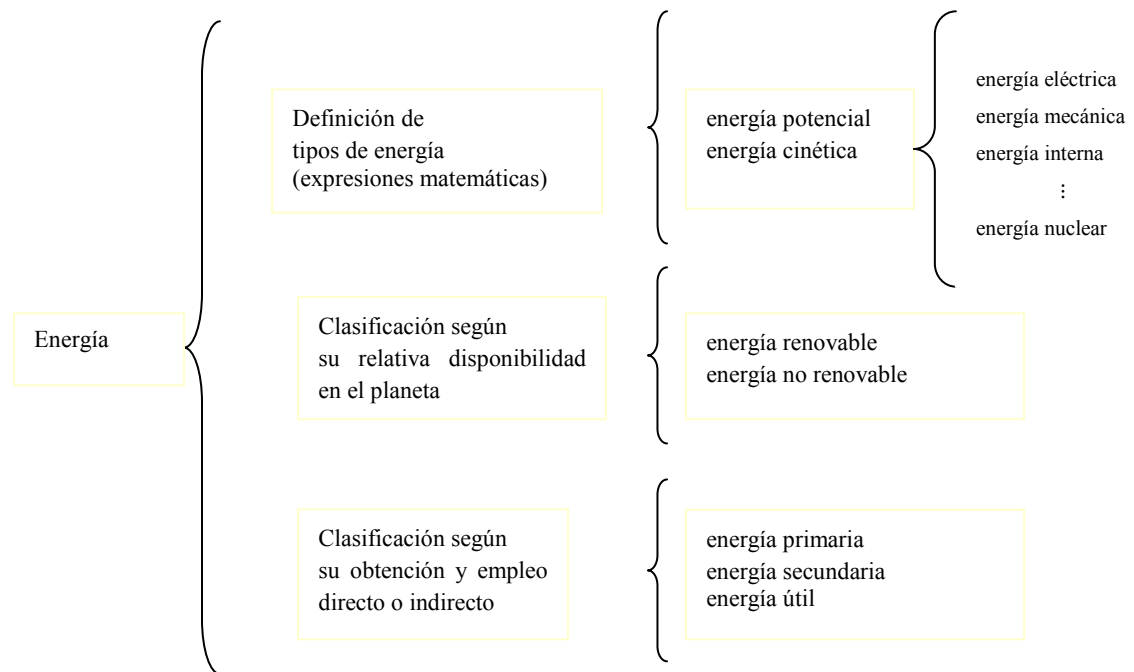 Energía
Definición de
tipos de energía
(expresiones matemáticas)
energía potencial
energía cinética
energía eléctrica
energía mecánica
energía interna
⋮
energía nuclear
Clasificación según
su relativa disponibilidad
en el planeta
energía renovable
energía no renovable
Clasificación según
su obtención y empleo
directo o indirecto
energía primaria
energía secundaria
energía útil